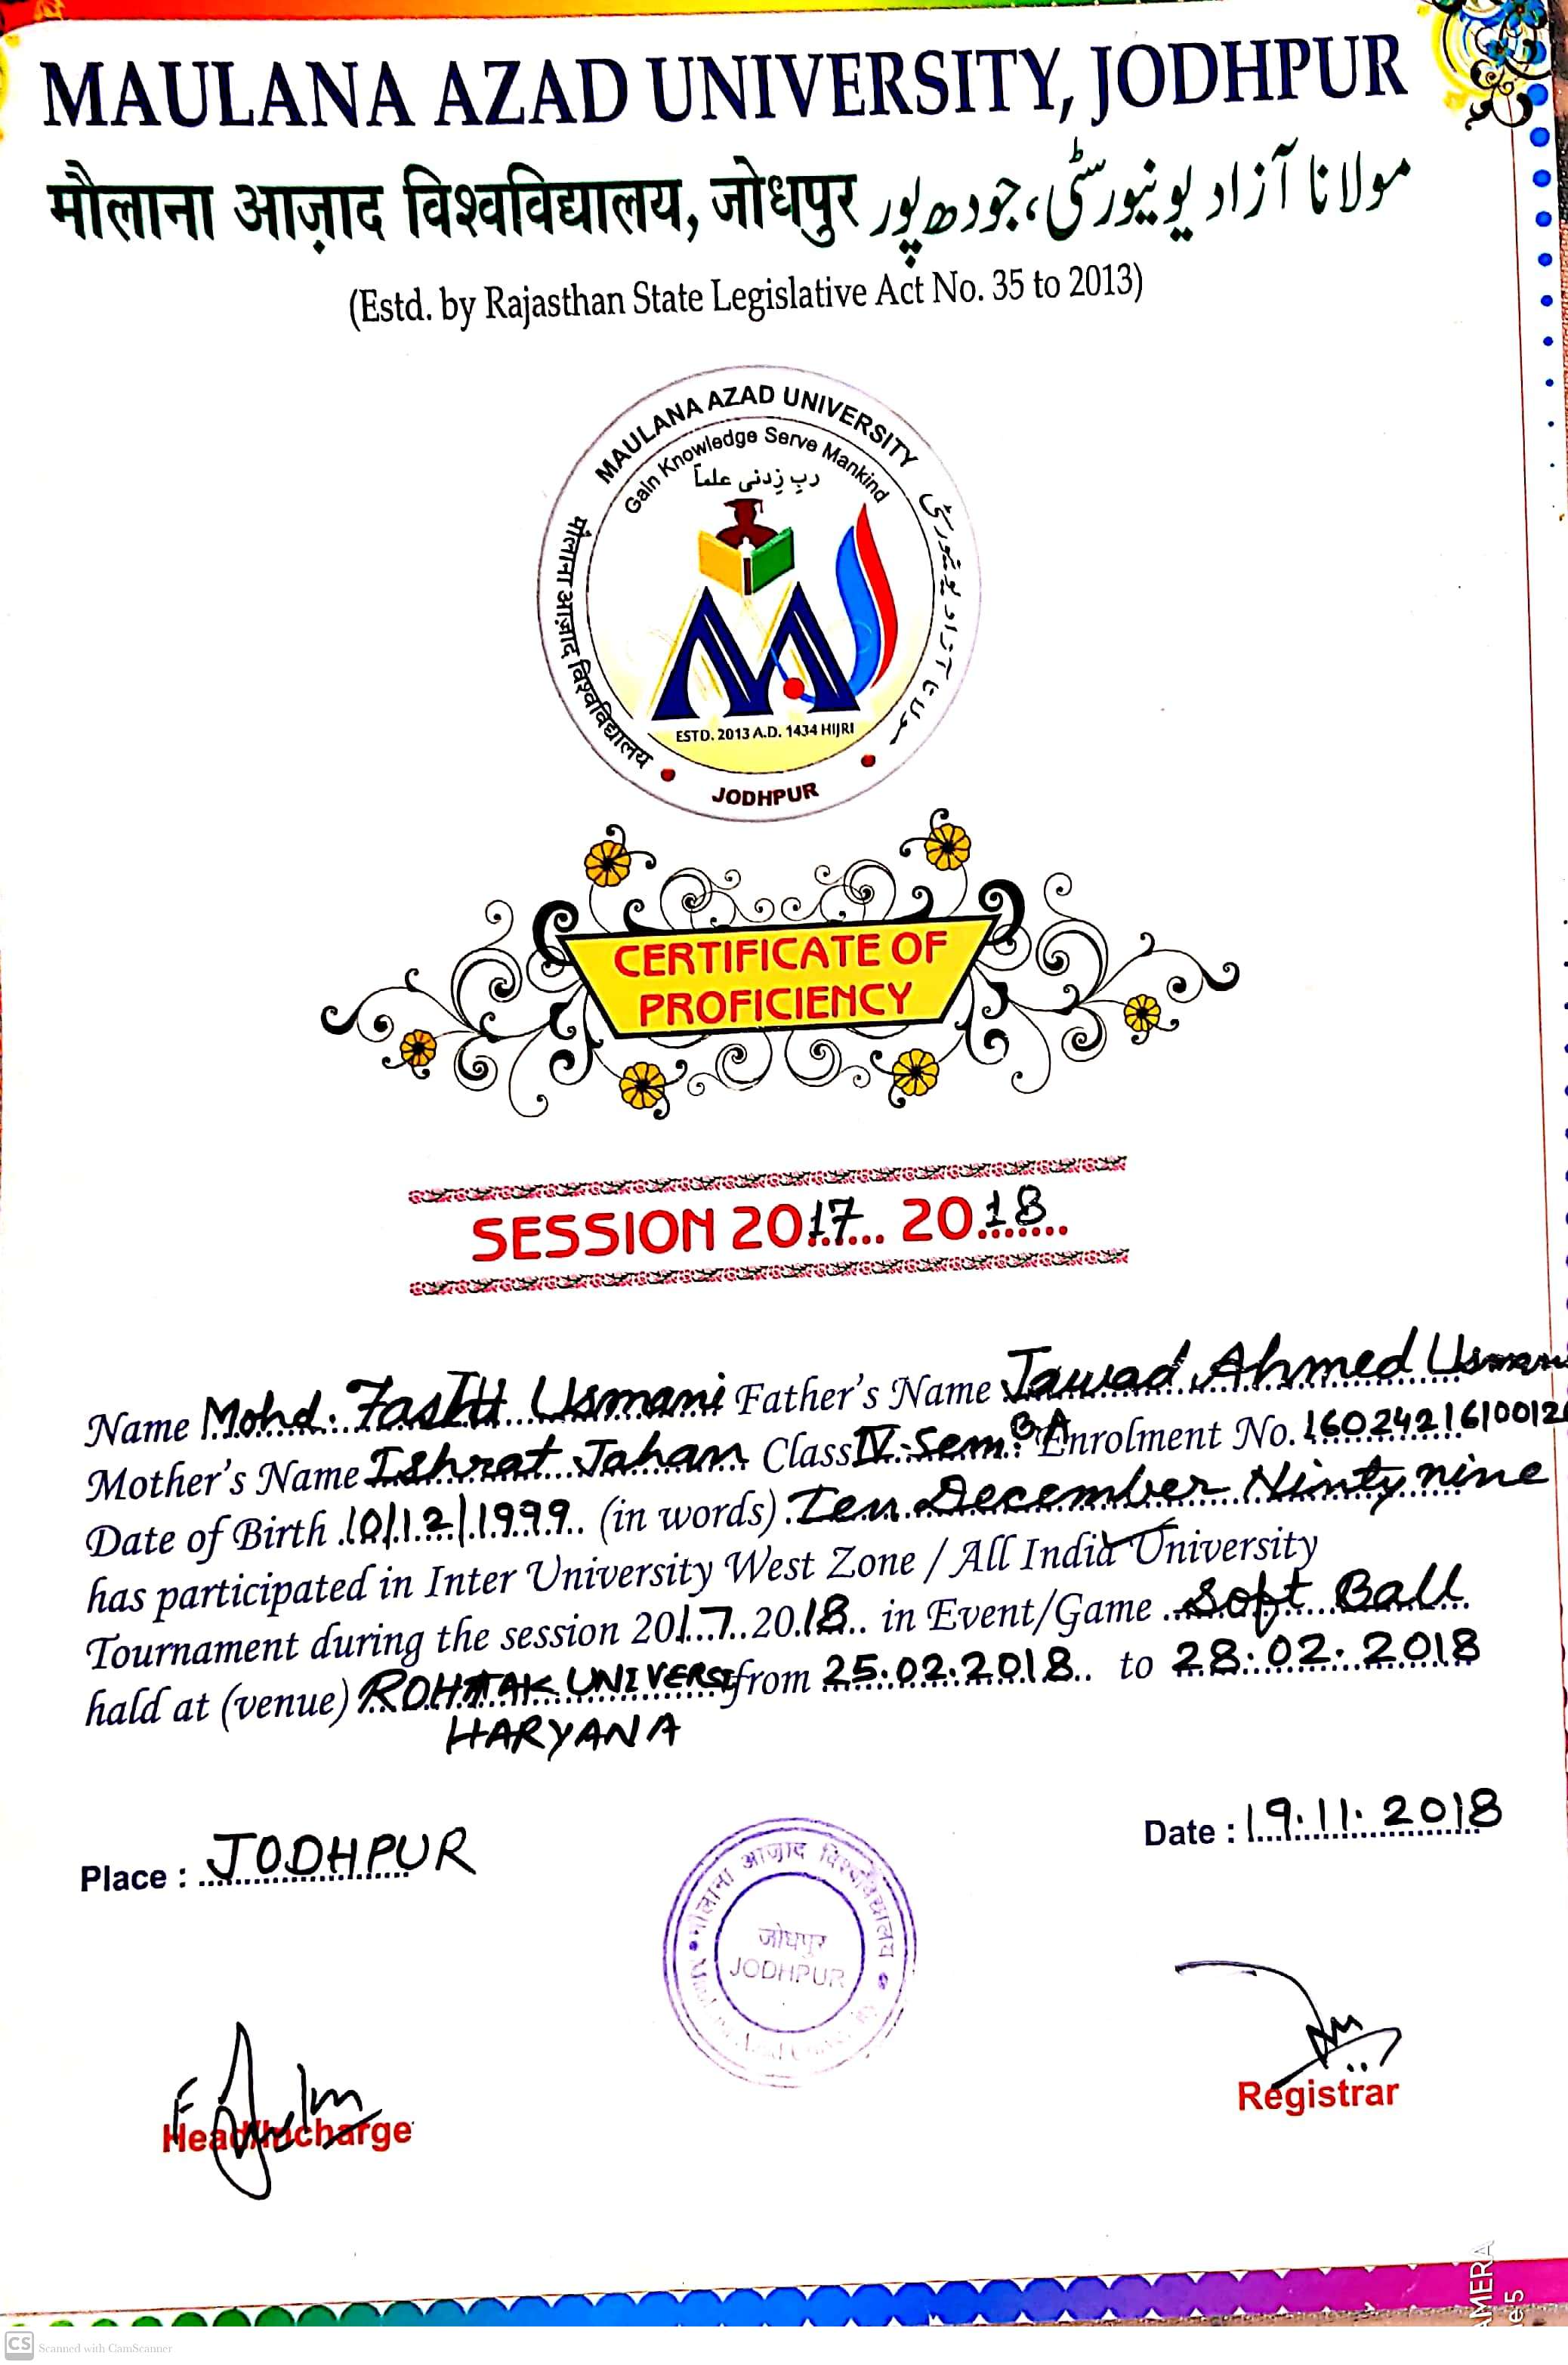 MAULANA AZAD UNIVERSITY, JODHPUR
मौलाना आज़ाद विश्वविद्यालय, जोधपुर مولانا آزاد یونیورسٹی، جودھپور
(Estd. by Rajasthan State Legislative Act No. 35 to 2013)
MAULANA AZAD UNIVERSITY
Gain Knowledge Serve Mankind
ربِ زِدنی علماً
मौलाना आज़ाद विश्वविद्यालय
مولانا آزاد یونیورسٹی
ESTD. 2013 A.D. 1434 HIJRI
JODHPUR
CERTIFICATE OF
PROFICIENCY
SESSION 2017 2018
Name Mohd. Usmani Father's Name Jawad Ahmed Usmani
Mother's Name Ishrat Jahan Class IV Sem. BA Enrolment No.
Date of Birth 10/12/1999 (in words) Ten December Ninty nine
has participated in Inter University West Zone / All India University
Tournament during the session 2017 2018 in Event/Game Soft Ball
hald at (venue) ROHTAK from 25.02.2018 to 28.02.2018
HARYANA
Place : JODHPUR
Date : 19.11.2018
मौलाना आज़ाद विश्वविद्यालय
जोधपुर
JODHPUR
Head/Incharge
Registrar
AMERA
e5
CS Scanned with CamScanner